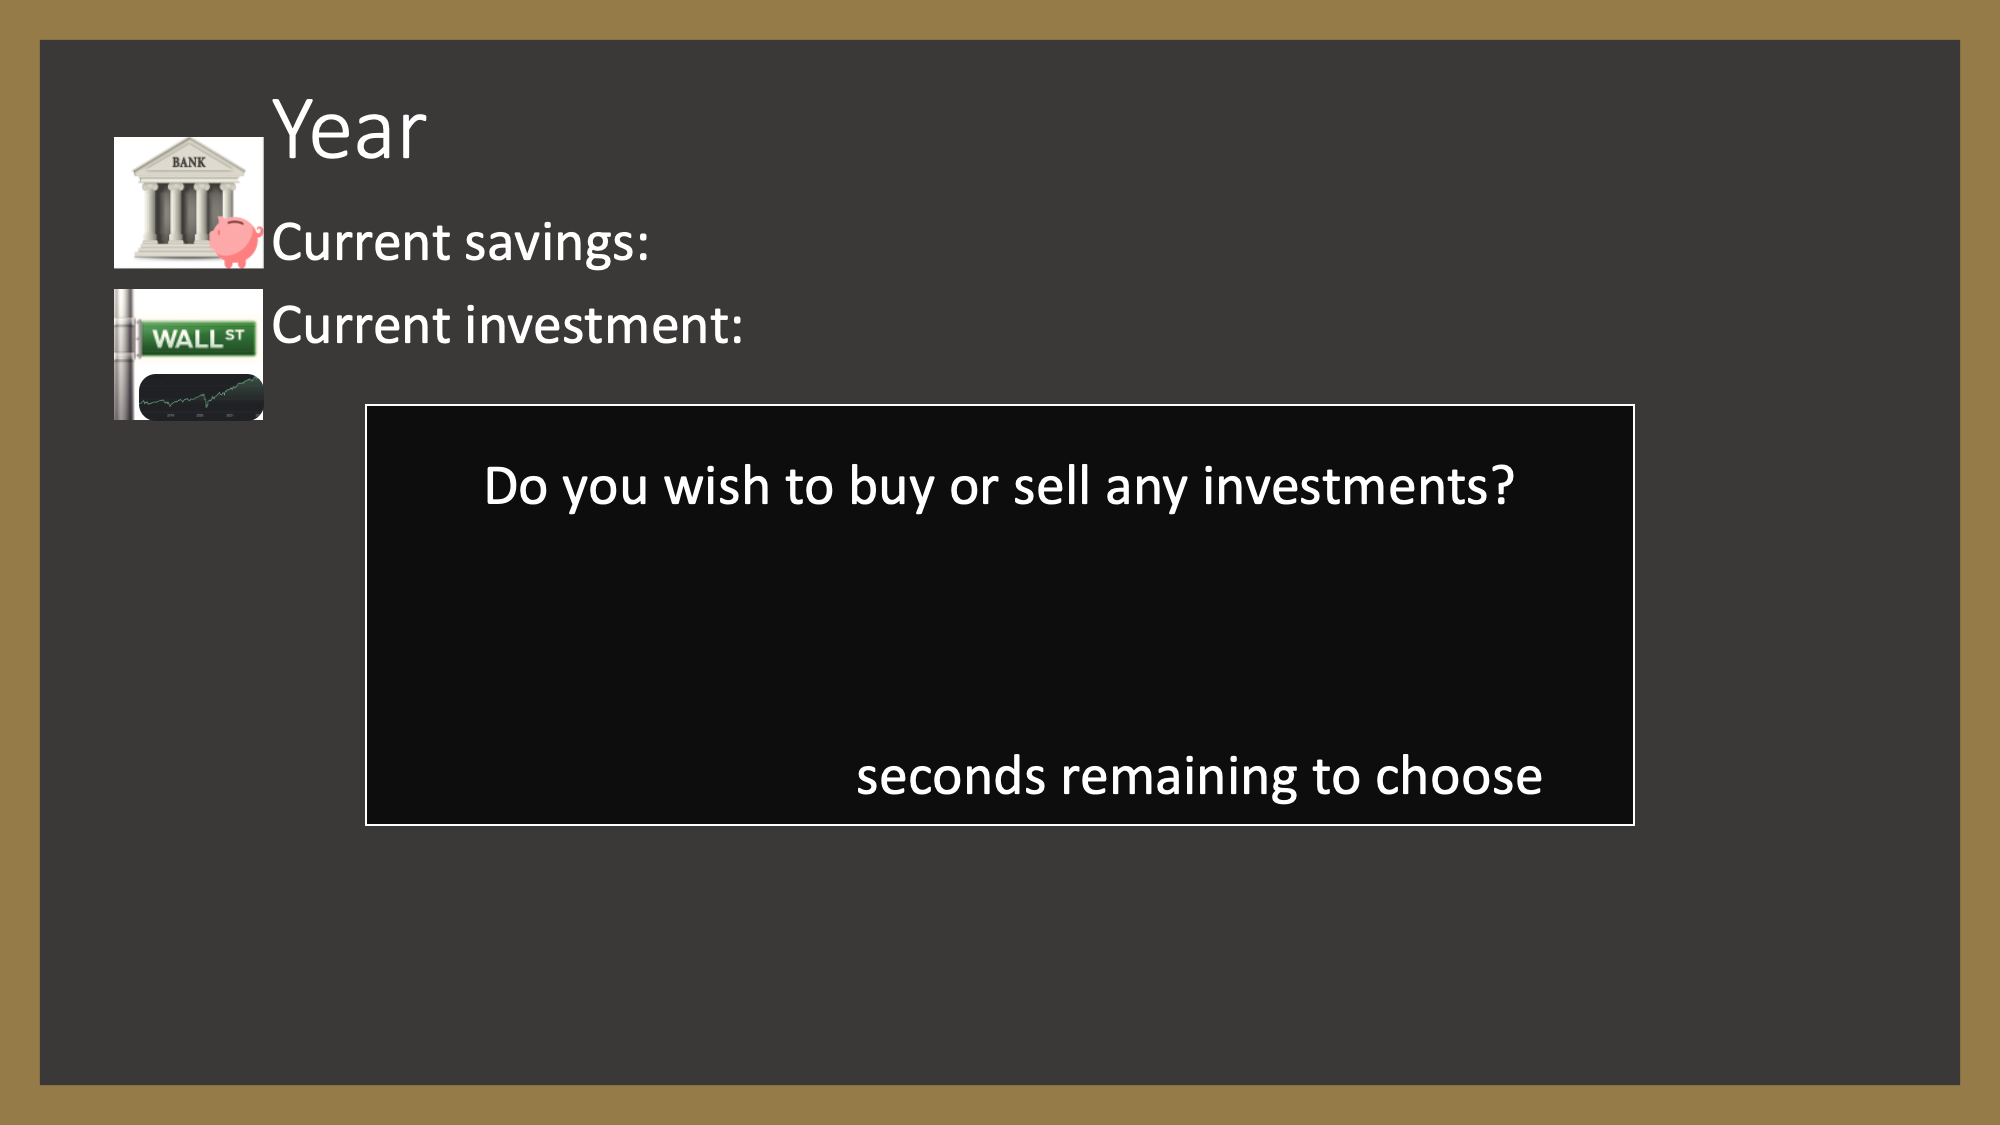 Year
BANK
Current savings:
WALL ST
Current investment:
Do you wish to buy or sell any investments?
seconds remaining to choose